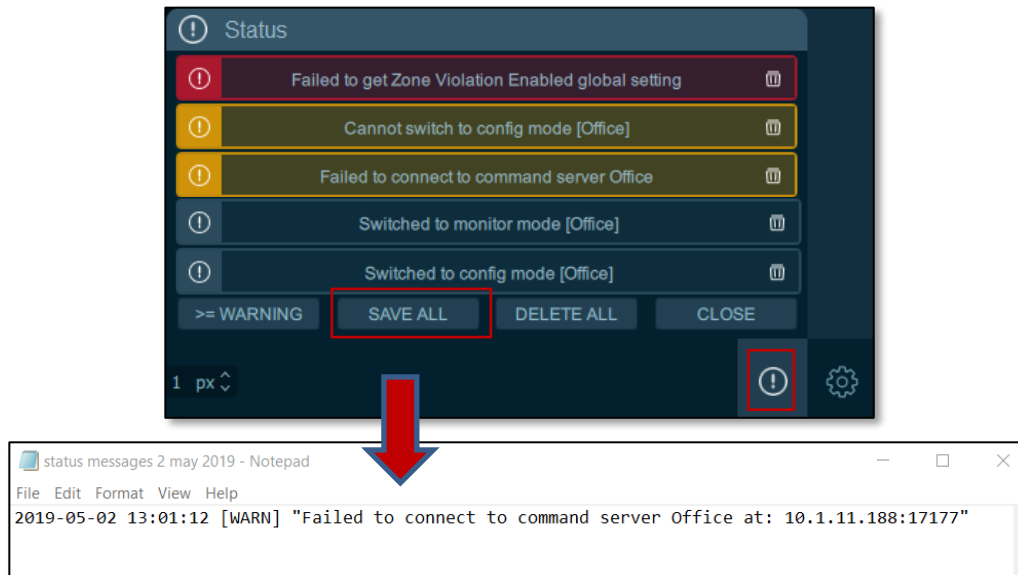 Status
Failed to get Zone Violation Enabled global setting
Cannot switch to config mode [Office]
Failed to connect to command server Office
Switched to monitor mode [Office]
Switched to config mode [Office]
>= WARNING SAVE ALL DELETE ALL CLOSE
1 px
status messages 2 may 2019 - Notepad
File Edit Format View Help
2019-05-02 13:01:12 [WARN] "Failed to connect to command server Office at: 10.1.11.188:17177"